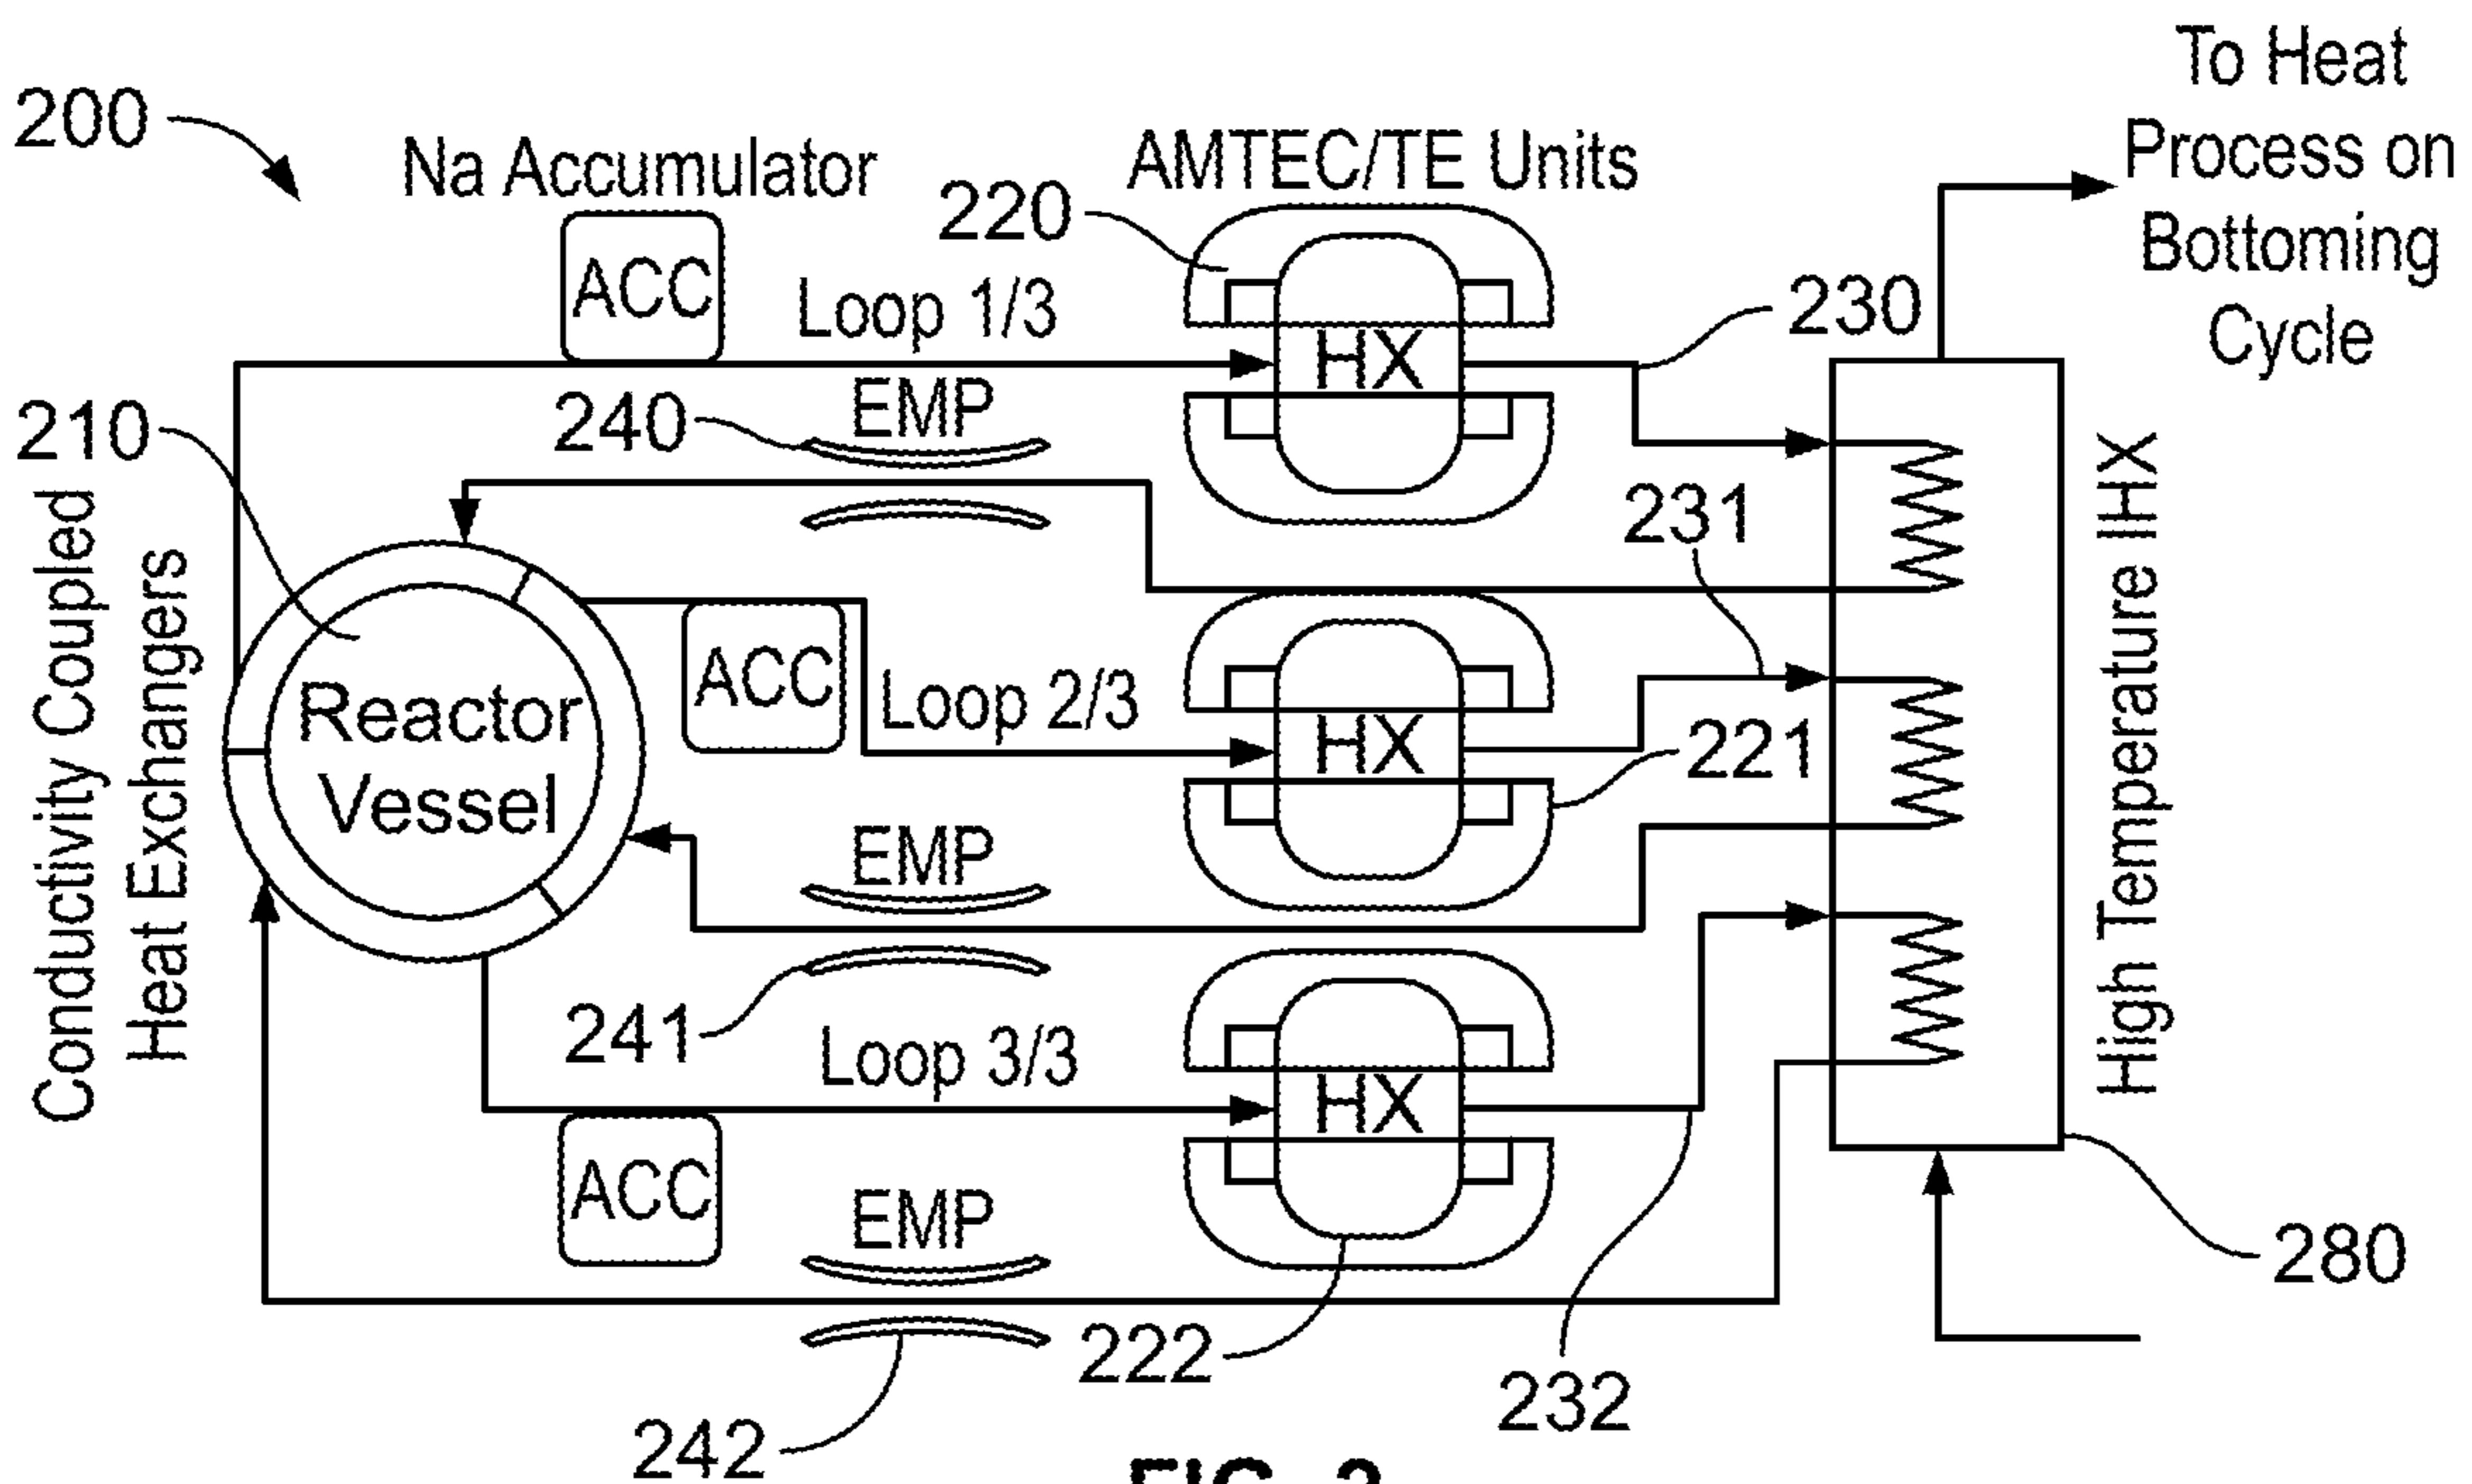 To Heat
Process on
Bottoming
Cycle
200
Na Accumulator
AMTEC/TE Units
220
ACC
Loop 1/3
HX
230
210
240
EMP
Conductivity Coupled
Heat Exchangers
231
High Temperature IHX
Reactor
Vessel
ACC
Loop 2/3
HX
221
EMP
241
Loop 3/3
HX
ACC
EMP
222
232
280
242
FIG. 2